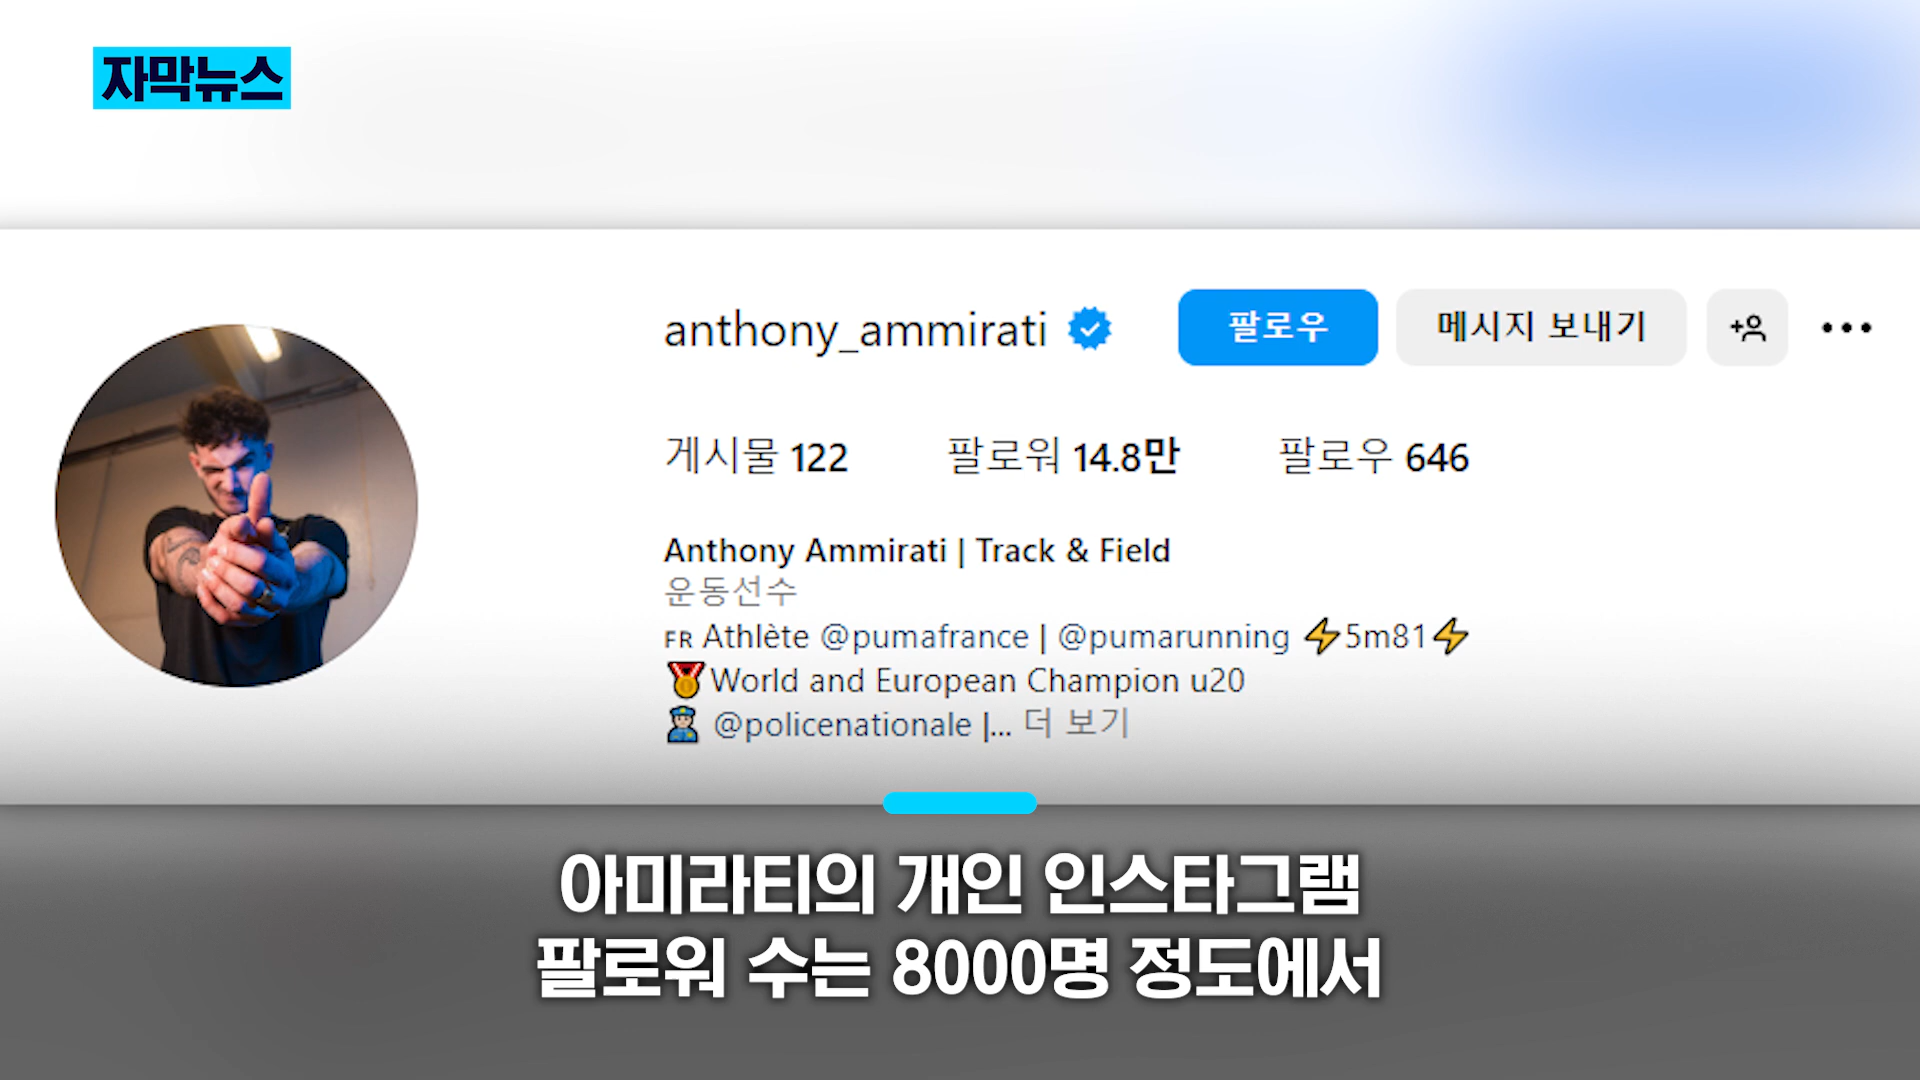 자막뉴스
anthony_ammirati
팔로우
메시지 보내기
게시물 122 팔로워 14.8만 팔로우 646
Anthony Ammirati | Track & Field
운동선수
FR Athlète @pumafrance | @pumarunning ⚡5m81⚡
🏅World and European Champion u20
👮 @policenationale |... 더 보기
아미라티의 개인 인스타그램
팔로워 수는 8000명 정도에서